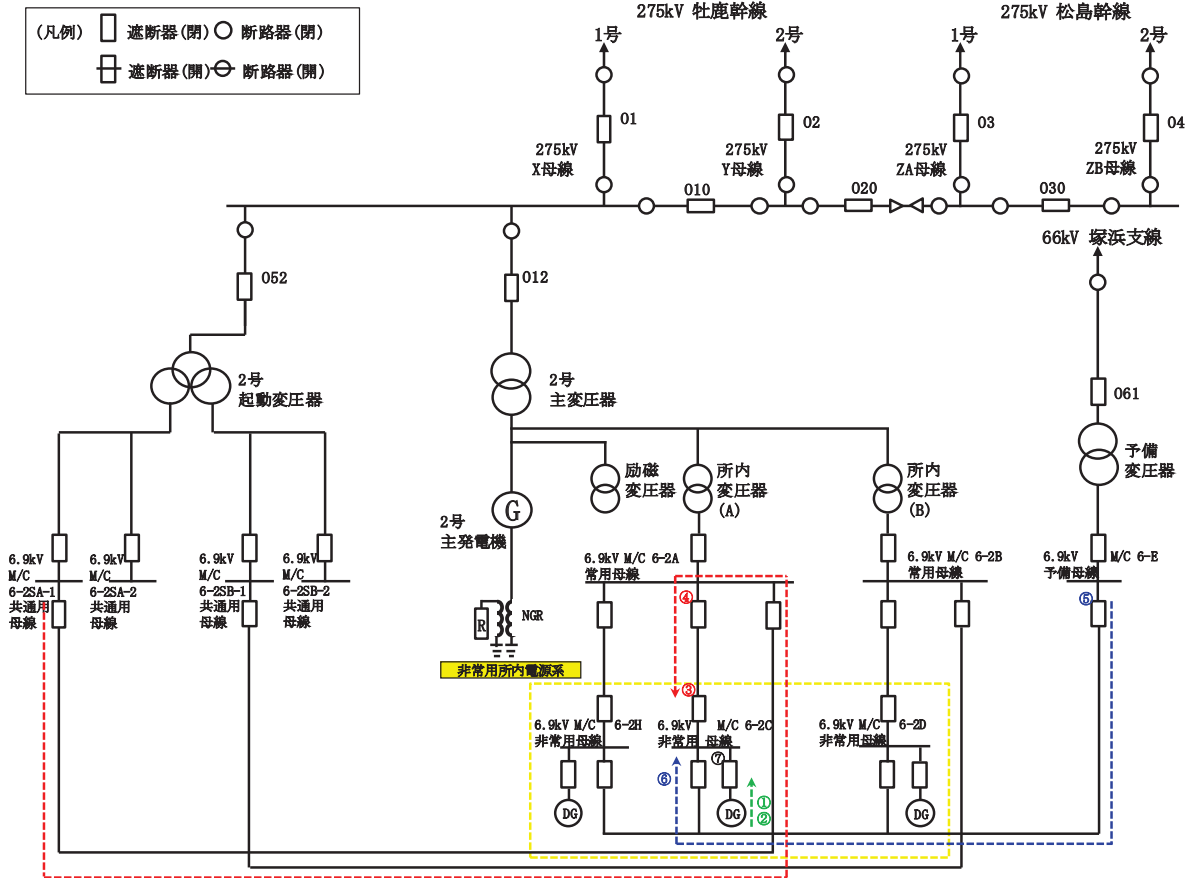 (凡例)
遮断器(閉)
断路器(閉)
遮断器(開)
断路器(開)
275kV 牡鹿幹線
275kV 松島幹線
1号
2号
1号
2号
01
02
03
04
275kV
X母線
275kV
Y母線
275kV
ZA母線
275kV
ZB母線
010
020
030
66kV 塚浜支線
052
012
061
2号
起動変圧器
2号
主変圧器
予備
変圧器
励磁
変圧器
所内
変圧器
(A)
所内
変圧器
(B)
G
2号
主発電機
6.9kV
M/C
6-2SA-1
共通用
母線
6.9kV
M/C
6-2SA-2
共通用
母線
6.9kV
M/C
6-2SB-1
共通用
母線
6.9kV
M/C
6-2SB-2
共通用
母線
6.9kV M/C 6-2A
常用母線
6.9kV M/C 6-2B
常用母線
6.9kV M/C 6-E
予備母線
④
⑤
R
NGR
非常用所内電源系
③
6.9kV M/C 6-2H
非常用母線
6.9kV M/C 6-2C
非常用 母線
6.9kV M/C 6-2D
非常用母線
⑦
⑥
①
②
DG
DG
DG